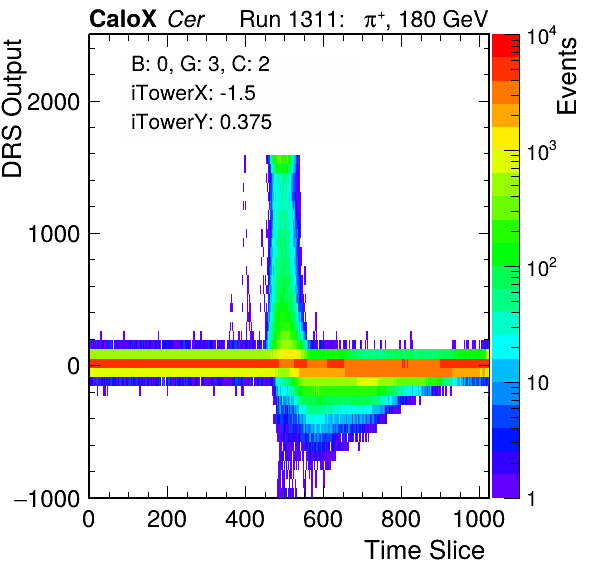 CaloX Cer Run 1311: π⁺, 180 GeV
B: 0, G: 3, C: 2
iTowerX: -1.5
iTowerY: 0.375
DRS Output
2000
1000
0
−1000
0 200 400 600 800 1000
Time Slice
Events
10⁴
10³
10²
10
1